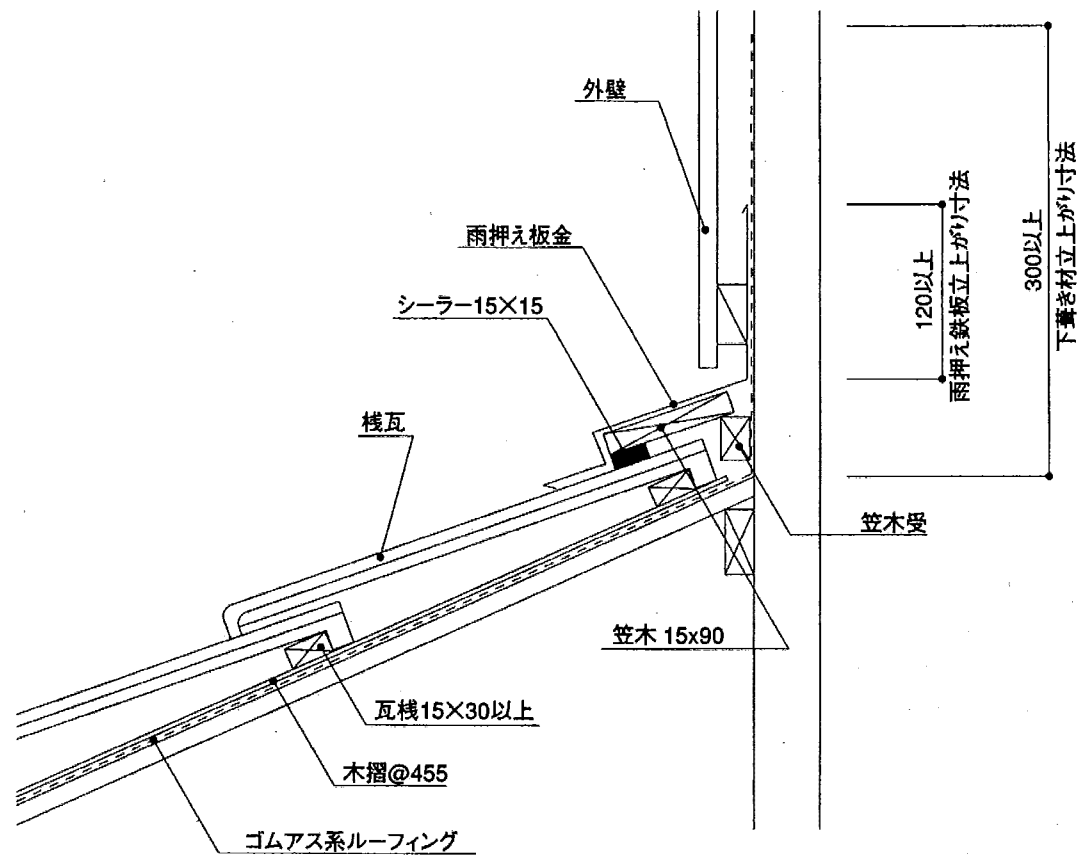 外壁
雨押え板金
シーラー15×15
桟瓦
120以上
雨押え鉄板立上がり寸法
300以上
下葺き材立上がり寸法
笠木受
笠木 15x90
瓦桟15×30以上
木摺@455
ゴムアス系ルーフィング